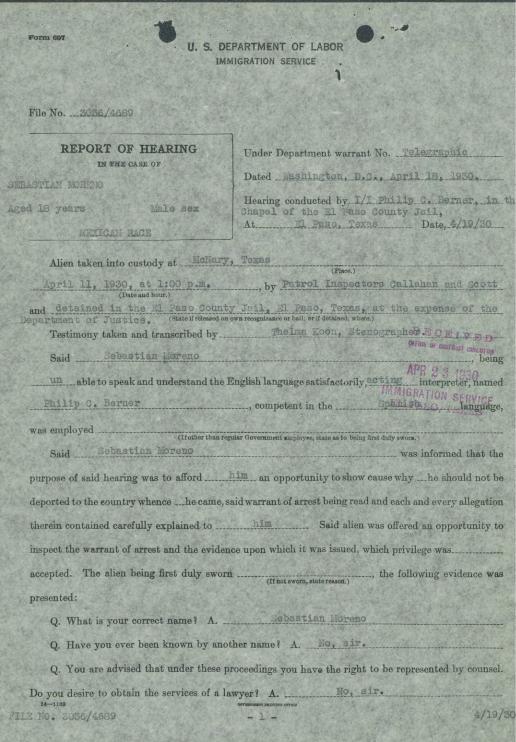 Form 607
U. S. DEPARTMENT OF LABOR
IMMIGRATION SERVICE
File No. 3036/4689
REPORT OF HEARING
IN THE CASE OF
SEBASTIAN MORENO
Aged 18 years Male sex
MEXICAN RACE
Under Department warrant No. Telegraphic
Dated Washington, D.C., April 18, 1930.
Hearing conducted by I/I Philip C. Berner, in th
Chapel of the El Paso County Jail,
At El Paso, Texas Date, 4/19/30
Alien taken into custody at McNary, Texas
(Place.)
April 11, 1930, at 1:00 p.m. , by Patrol Inspectors Callahan and Scott
(Date and hour.)
and detained in the El Paso County Jail, El Paso, Texas, at the expense of the
Department of Justice. (State if released on own recognizance or bail; or if detained, where.)
Testimony taken and transcribed by Thelma Koon, Stenographer
RECEIVED
OFFICE OF DISTRICT DIRECTOR
APR 23 1930
IMMIGRATION SERVICE
Said Sebastian Moreno , being
un able to speak and understand the English language satisfactorily, acting interpreter, named
Philip C. Berner , competent in the Spanish language,
was employed
(If other than regular Government employee, state as to being first duly sworn.)
Said Sebastian Moreno was informed that the
purpose of said hearing was to afford him an opportunity to show cause why he should not be
deported to the country whence he came, said warrant of arrest being read and each and every allegation
therein contained carefully explained to him . Said alien was offered an opportunity to
inspect the warrant of arrest and the evidence upon which it was issued, which privilege was
accepted. The alien being first duly sworn , the following evidence was
(If not sworn, state reason.)
presented:
Q. What is your correct name? A. Sebastian Moreno
Q. Have you ever been known by another name? A. No, sir.
Q. You are advised that under these proceedings you have the right to be represented by counsel.
Do you desire to obtain the services of a lawyer? A. No, sir.
14—1189 GOVERNMENT PRINTING OFFICE
FILE No. 3036/4689 - 1 - 4/19/30